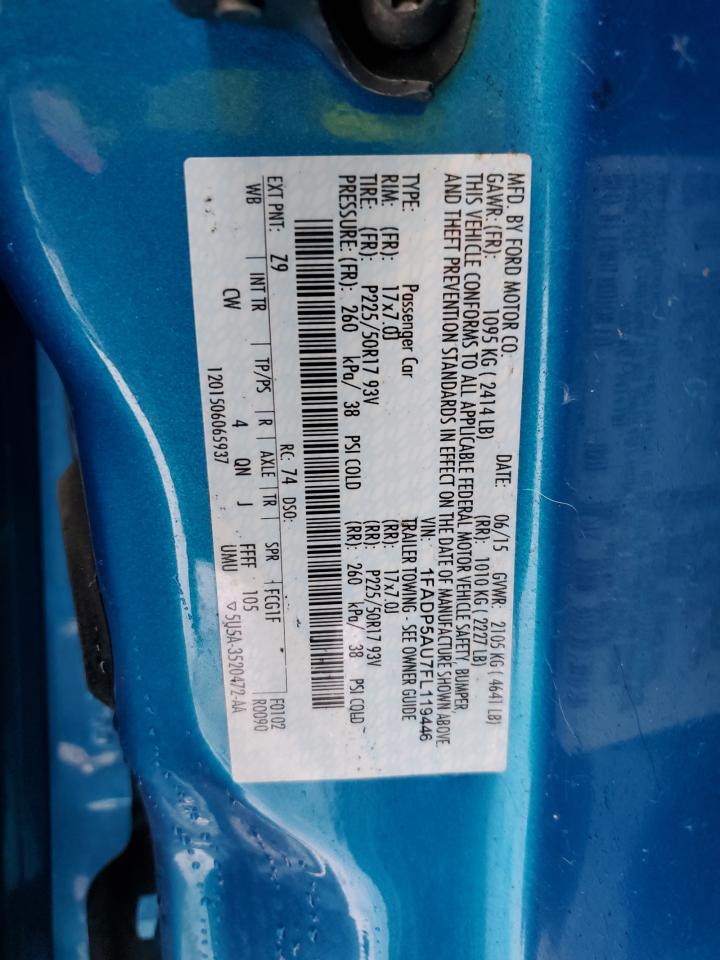 MFD. BY FORD MOTOR CO.
DATE: 06/15 GVWR: 2105 KG ( 4641 LB)
GAWR: (FR): 1095 KG ( 2414 LB) (RR): 1010 KG ( 2227 LB)
THIS VEHICLE CONFORMS TO ALL APPLICABLE FEDERAL MOTOR VEHICLE SAFETY, BUMPER
AND THEFT PREVENTION STANDARDS IN EFFECT ON THE DATE OF MANUFACTURE SHOWN ABOVE
VIN: 1FADP5AU7FL119446
TYPE: Passenger Car TRAILER TOWING - SEE OWNER GUIDE
RIM: (FR): 17x7.0J (RR): 17x7.0J
TIRE: (FR): P225/50R17 93V (RR): P225/50R17 93V
PRESSURE: (FR): 260 kPa/ 38 PSI COLD (RR): 260 kPa/ 38 PSI COLD
EXT PNT: Z9 RC: 74 DSO: F0102
WB INT TR TP/PS R AXLE TR SPR FCG1F R0090
CW 4 QN J FFFF 105
1201506065937 UMU ▽ 5U5A-3520472-AA